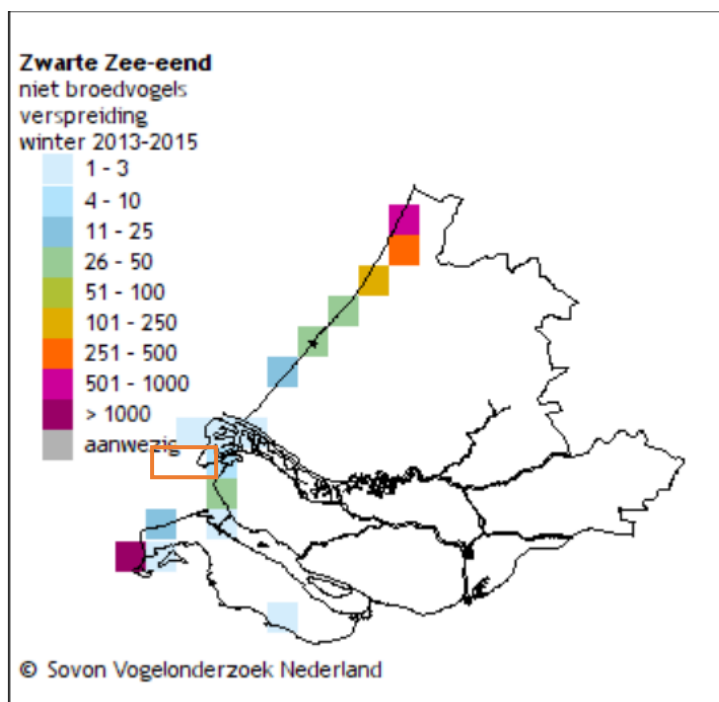 Zwarte Zee-eend
niet broedvogels
verspreiding
winter 2013-2015
1 - 3
4 - 10
11 - 25
26 - 50
51 - 100
101 - 250
251 - 500
501 - 1000
> 1000
aanwezig
© Sovon Vogelonderzoek Nederland